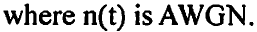 where n(t) is AWGN.